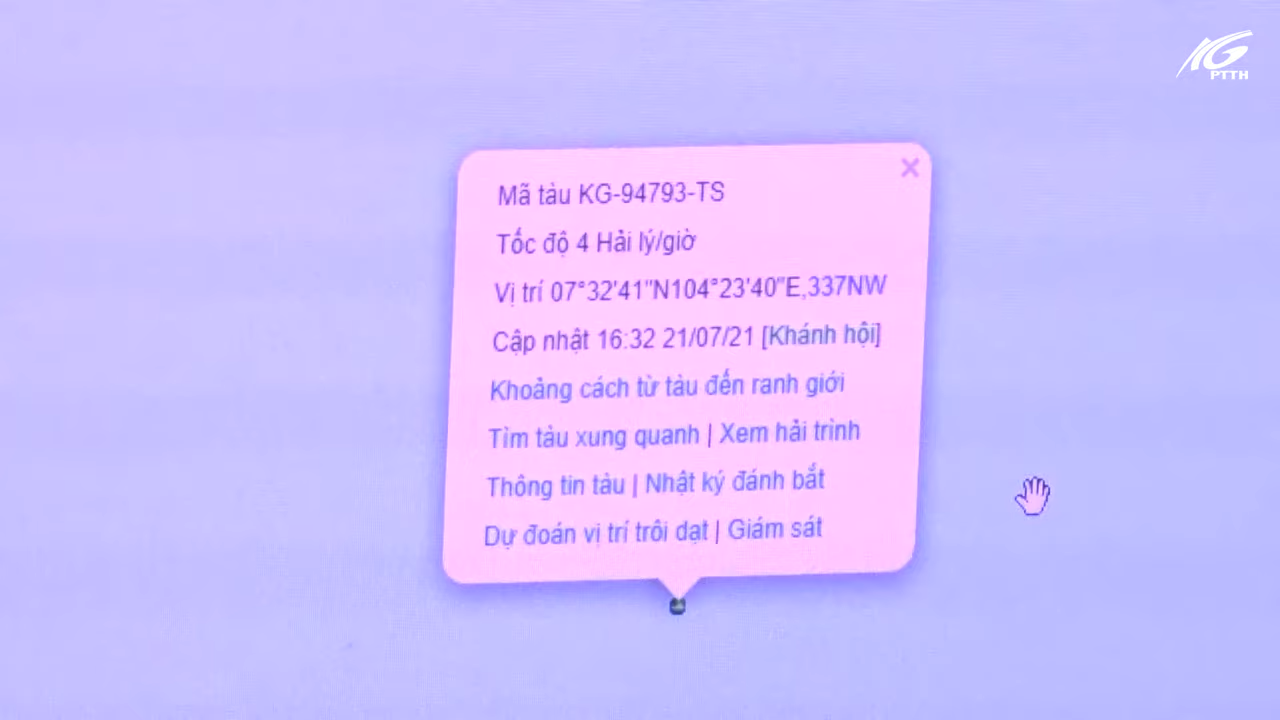 KG
PTTH
Mã tàu KG-94793-TS
Tốc độ 4 Hải lý/giờ
Vị trí 07°32'41"N104°23'40"E,337NW
Cập nhật 16:32 21/07/21 [Khánh hội]
Khoảng cách từ tàu đến ranh giới
Tìm tàu xung quanh | Xem hải trình
Thông tin tàu | Nhật ký đánh bắt
Dự đoán vị trí trôi dạt | Giám sát